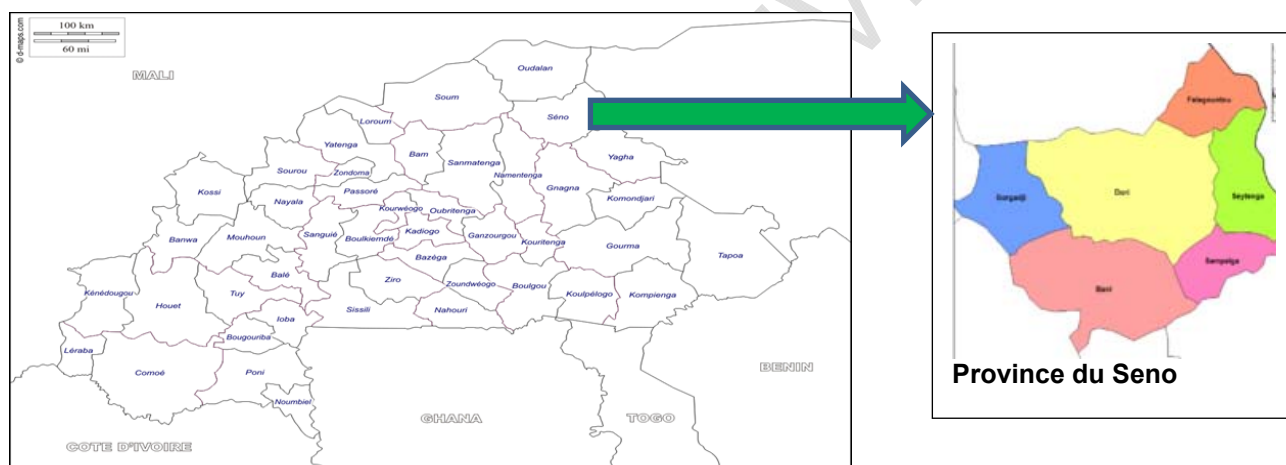 © d-maps.com
100 km
60 mi
MALI
Oudalan
Soum
Séno
Loroum
Yatenga
Bam
Sanmatenga
Yagha
Sourou
Zondoma
Namentenga
Gnagna
Kossi
Passoré
Komondjari
Nayala
Kourwéogo
Oubritenga
Banwa
Mouhoun
Sanguié
Boulkiemdé
Kadiogo
Ganzourgou
Kouritenga
Gourma
Tapoa
Bazéga
Balé
Ziro
Zoundwéogo
Boulgou
Kénédougou
Houet
Tuy
Koulpélogo
Kompienga
Sissili
Nahouri
Ioba
Bougouriba
Léraba
Comoé
Poni
Noumbiel
BENIN
GHANA
TOGO
COTE D'IVOIRE
Falagountou
Dori
Seytenga
Gorgadji
Sampelga
Bani
Province du Seno